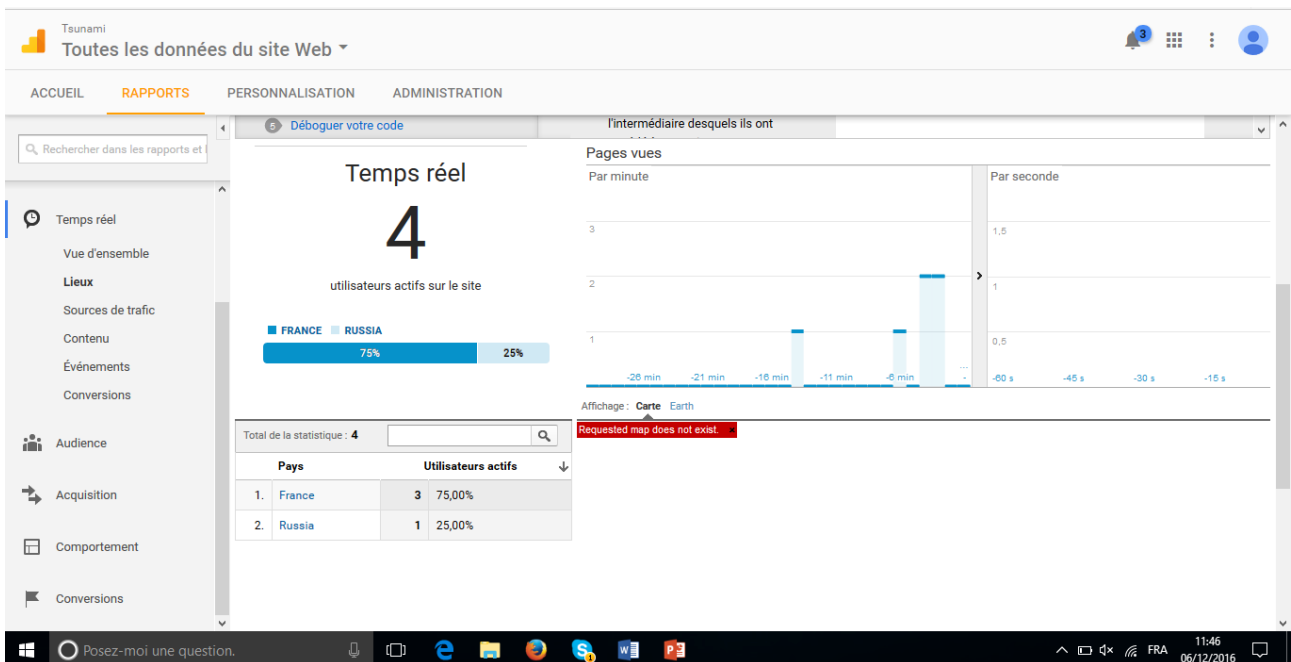 Tsunami
Toutes les données du site Web
3
ACCUEIL RAPPORTS PERSONNALISATION ADMINISTRATION
Rechercher dans les rapports et
Temps réel
Vue d'ensemble
Lieux
Sources de trafic
Contenu
Événements
Conversions
Audience
Acquisition
Comportement
Conversions
5 Déboguer votre code
l'intermédiaire desquels ils ont
Temps réel
4
utilisateurs actifs sur le site
FRANCE RUSSIA
75% 25%
Pages vues
Par minute
3
2
1
-26 min -21 min -16 min -11 min -6 min
Par seconde
1,5
1
0,5
-60 s -45 s -30 s -15 s
Affichage : Carte Earth
Requested map does not exist. x
Total de la statistique : 4
Pays Utilisateurs actifs
1. France 3 75,00%
2. Russia 1 25,00%
Posez-moi une question.
FRA
11:46
06/12/2016